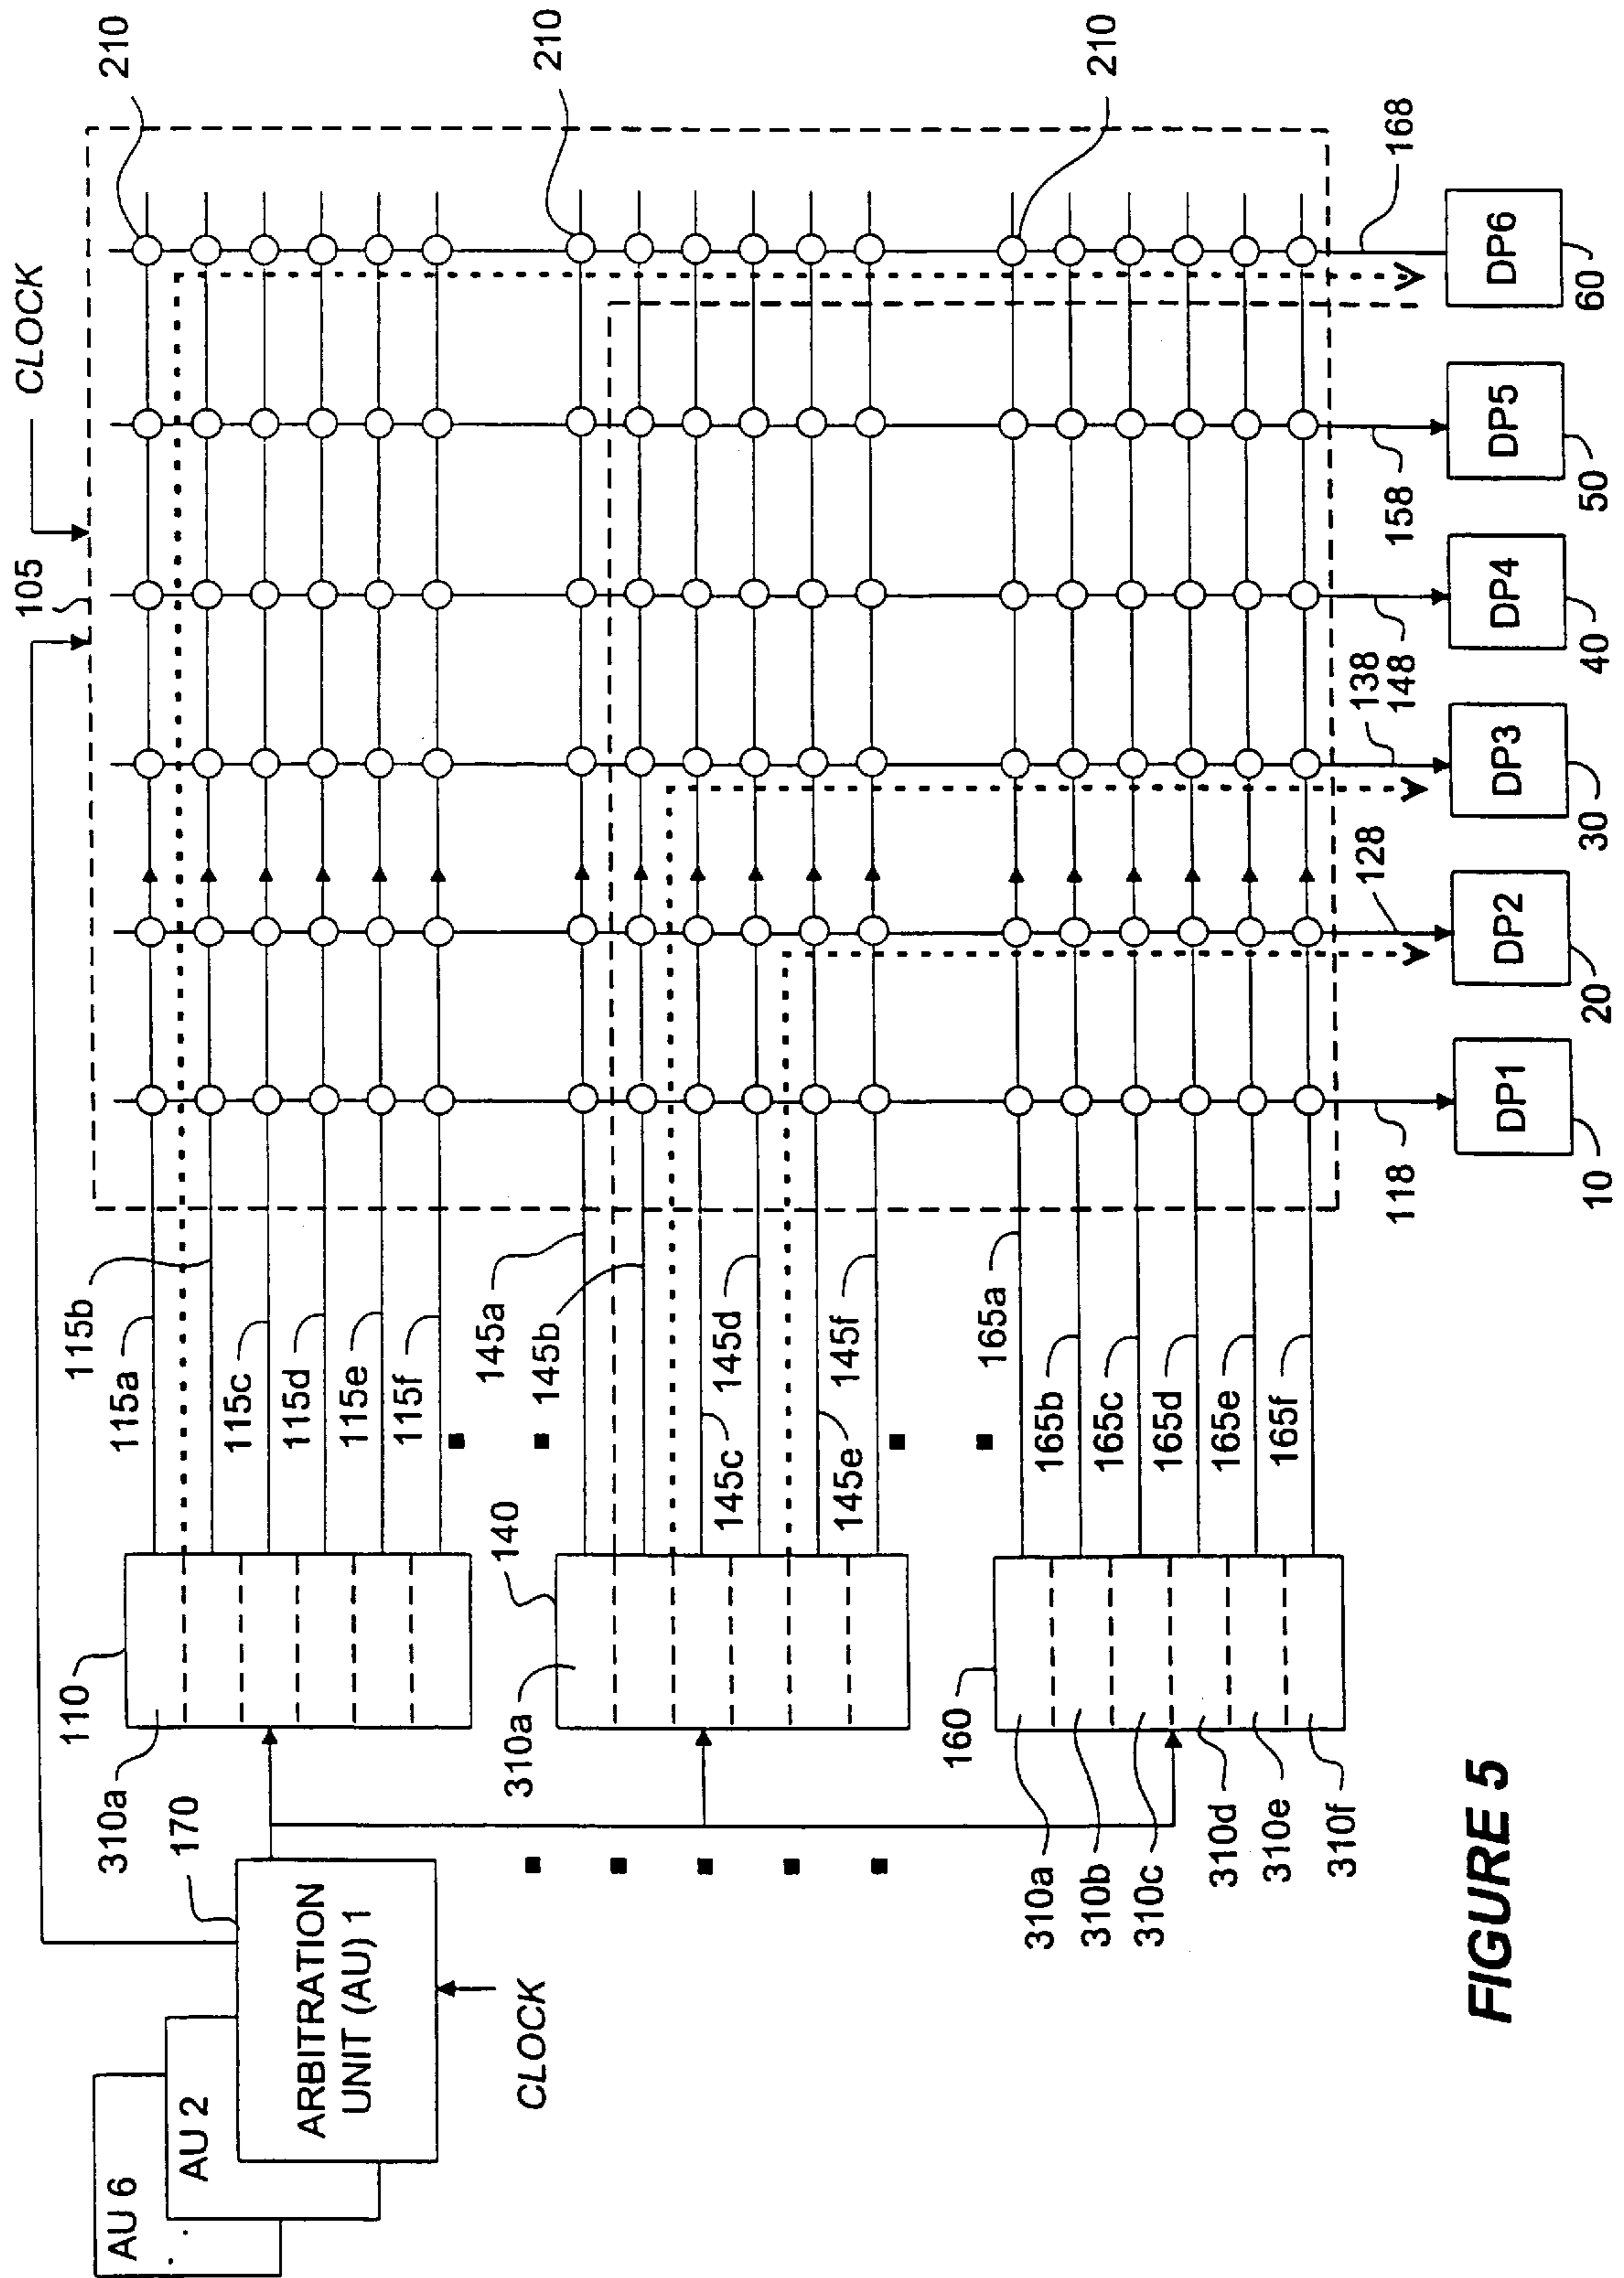 CLOCK
105
210
210
210
AU 6
AU 2
ARBITRATION
UNIT (AU) 1
170
CLOCK
110
310a
115a
115b
115c
115d
115e
115f
140
310a
145a
145b
145c
145d
145e
145f
160
310a
310b
310c
310d
310e
310f
165a
165b
165c
165d
165e
165f
118
128
138
148
158
168
DP1
DP2
DP3
DP4
DP5
DP6
10
20
30
40
50
60
FIGURE 5